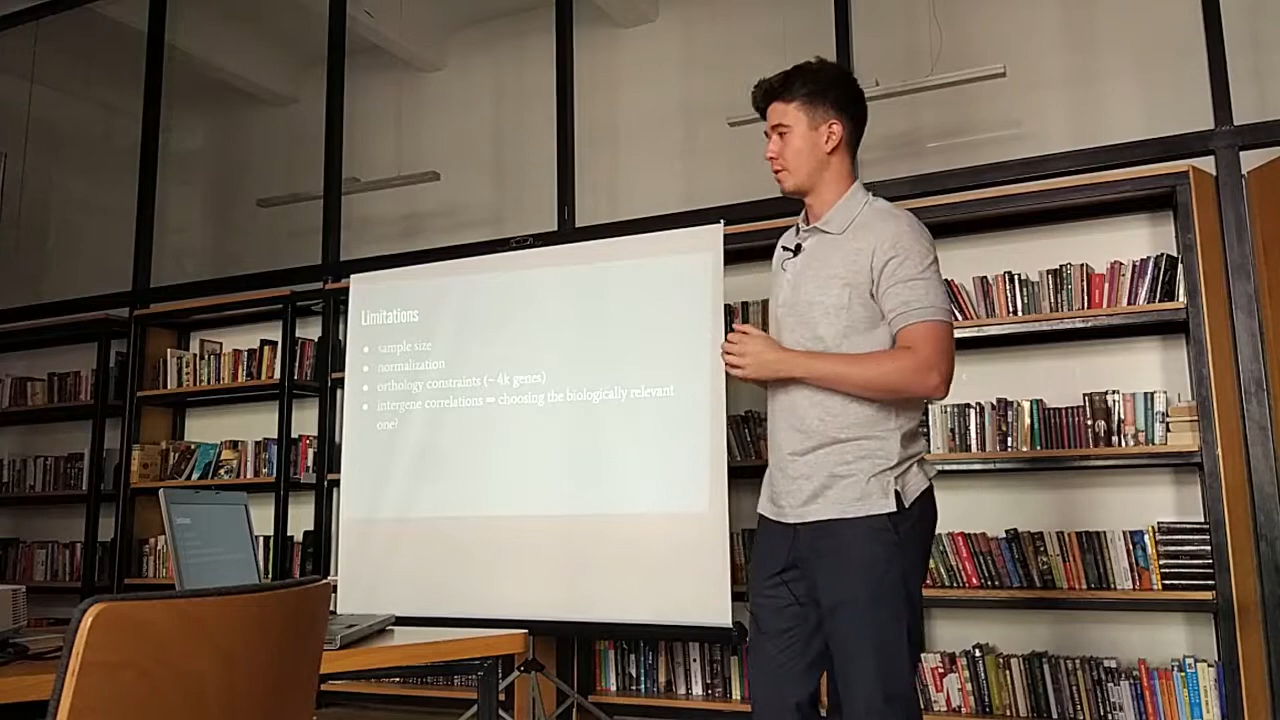 Limitations
● sample size
● normalization
● orthology constraints (~ 4k genes)
● intergene correlations = choosing the biologically relevant
one?